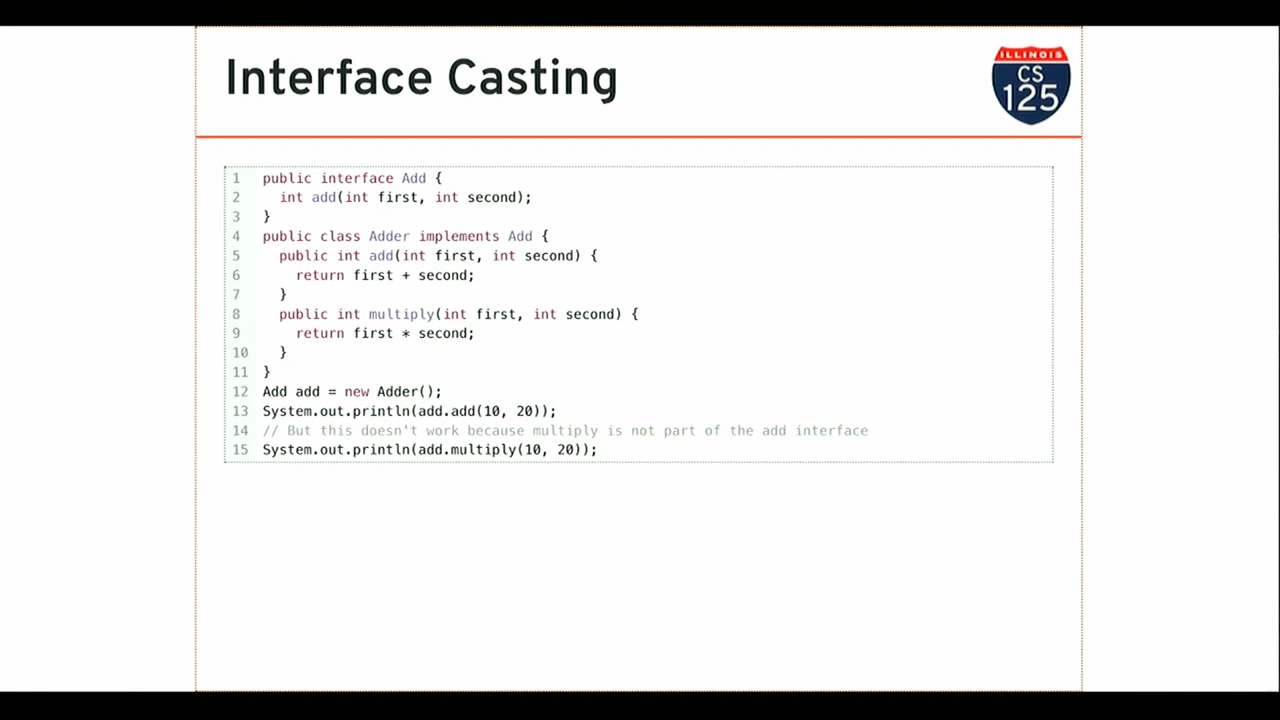 Interface Casting
ILLINOIS
CS
125
1 public interface Add {
2   int add(int first, int second);
3 }
4 public class Adder implements Add {
5   public int add(int first, int second) {
6     return first + second;
7   }
8   public int multiply(int first, int second) {
9     return first * second;
10   }
11 }
12 Add add = new Adder();
13 System.out.println(add.add(10, 20));
14 // But this doesn't work because multiply is not part of the add interface
15 System.out.println(add.multiply(10, 20));